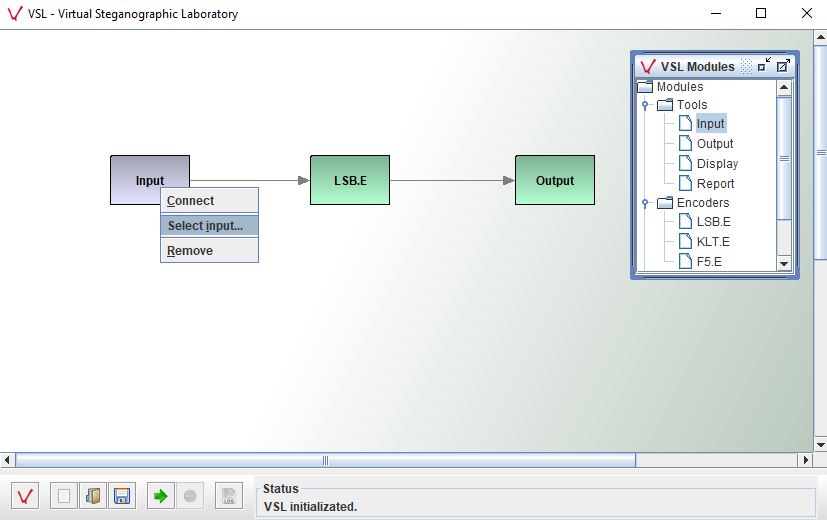 VSL - Virtual Steganographic Laboratory
VSL Modules
Modules
Tools
Input
Output
Display
Report
Encoders
LSB.E
KLT.E
F5.E
Input
LSB.E
Output
Connect
Select input...
Remove
LOG
Status
VSL initializated.